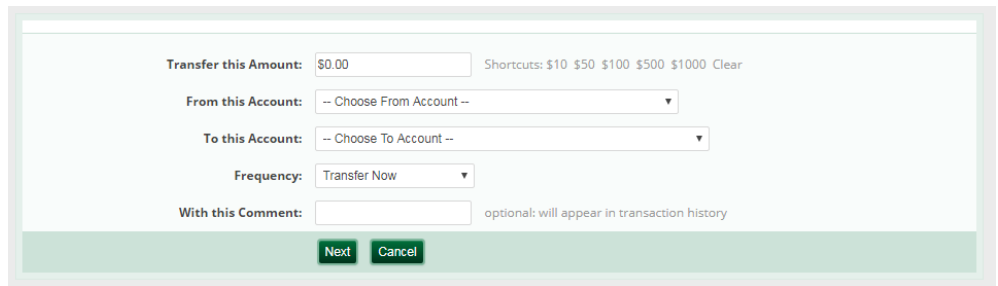 Transfer this Amount: $0.00 Shortcuts: $10 $50 $100 $500 $1000 Clear
From this Account: -- Choose From Account --
To this Account: -- Choose To Account --
Frequency: Transfer Now
With this Comment: optional: will appear in transaction history
Next Cancel